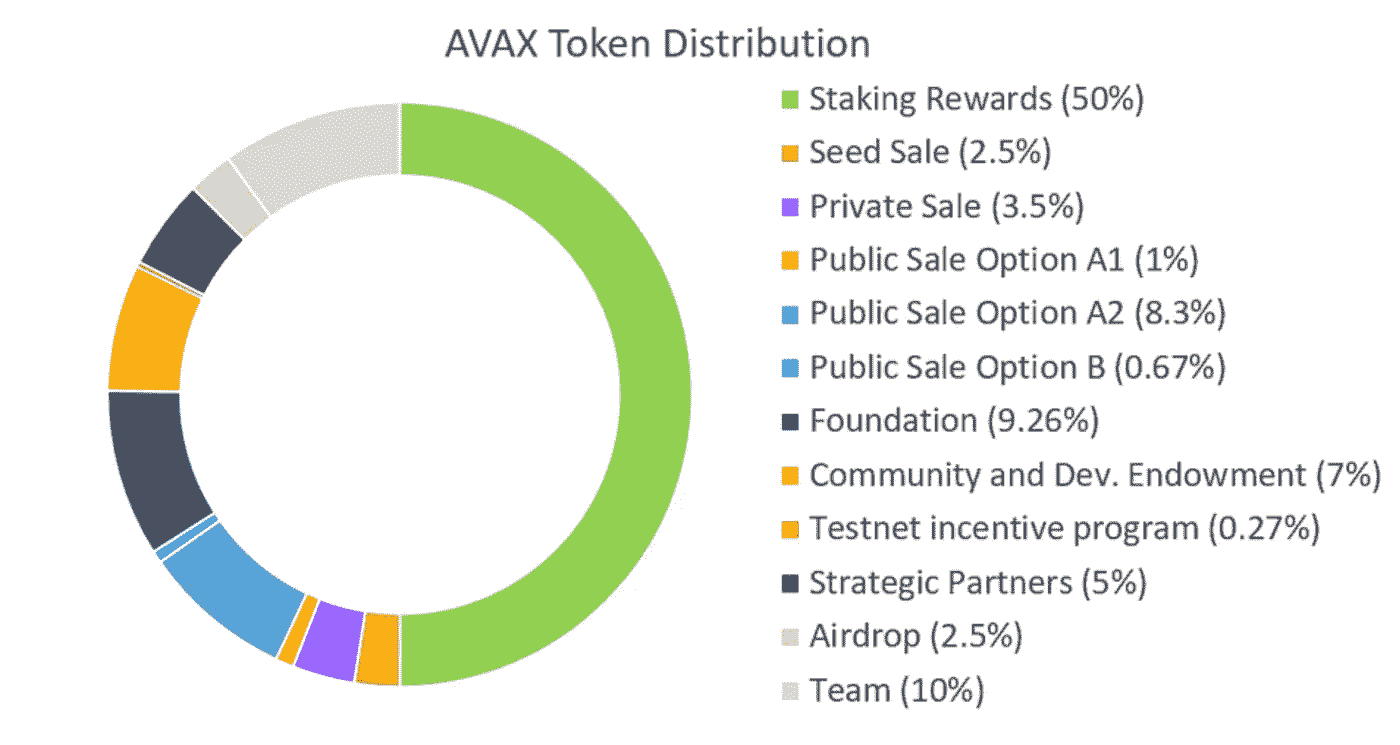 AVAX Token Distribution
Staking Rewards (50%)
Seed Sale (2.5%)
Private Sale (3.5%)
Public Sale Option A1 (1%)
Public Sale Option A2 (8.3%)
Public Sale Option B (0.67%)
Foundation (9.26%)
Community and Dev. Endowment (7%)
Testnet incentive program (0.27%)
Strategic Partners (5%)
Airdrop (2.5%)
Team (10%)